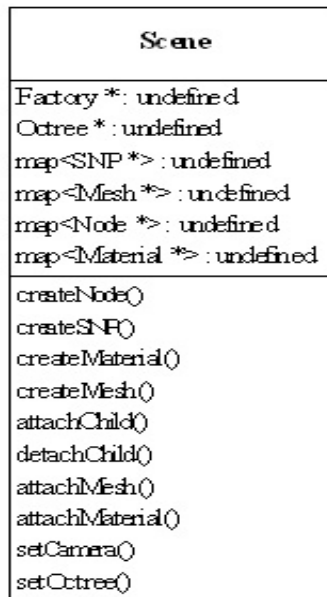 Scene
Factory * : undefined
Octree * : undefined
map<SNP *> : undefined
map<Mesh *> : undefined
map<Node *> : undefined
map<Material *> : undefined
createNode()
createSNP()
createMaterial()
createMesh()
attachChild()
detachChild()
attachMesh()
attachMaterial()
setCamera()
setOctree()